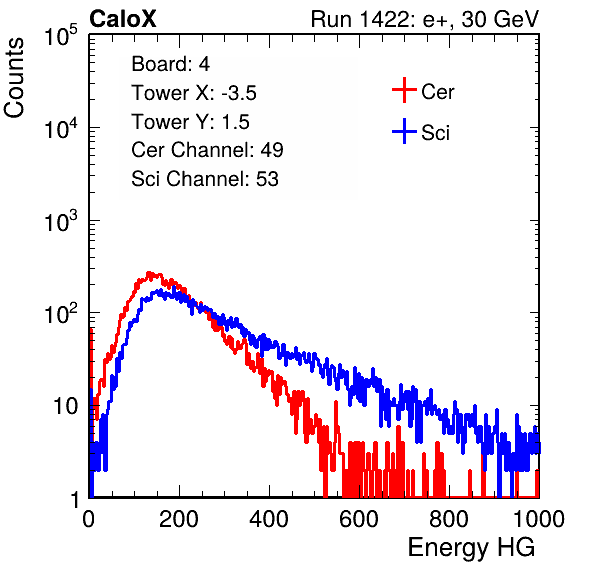 CaloX Run 1422: e+, 30 GeV
Counts
10^5
10^4
10^3
10^2
10
1
Board: 4
Tower X: -3.5
Tower Y: 1.5
Cer Channel: 49
Sci Channel: 53
Cer
Sci
0 200 400 600 800 1000
Energy HG